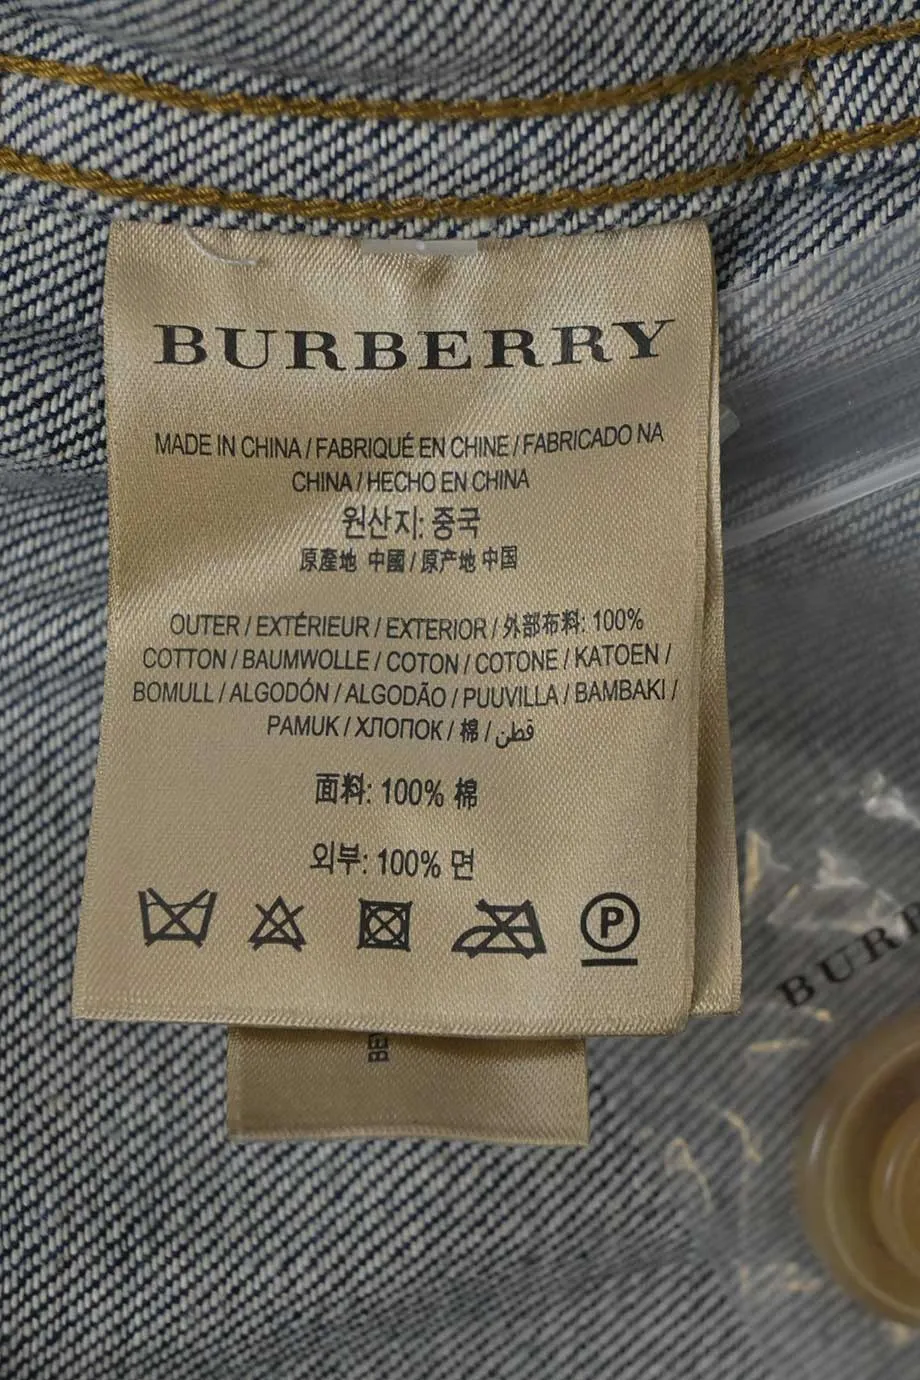 BURBERRY
MADE IN CHINA / FABRIQUÉ EN CHINE / FABRICADO NA
CHINA / HECHO EN CHINA
원산지: 중국
原產地 中國 / 原产地 中国
OUTER / EXTÉRIEUR / EXTERIOR / 外部布料: 100%
COTTON / BAUMWOLLE / COTON / COTONE / KATOEN /
BOMULL / ALGODÓN / ALGODÃO / PUUVILLA / BAMBAKI /
PAMUK / ХЛОПОК / 棉 / قطن
面料: 100% 棉
외부: 100% 면
P